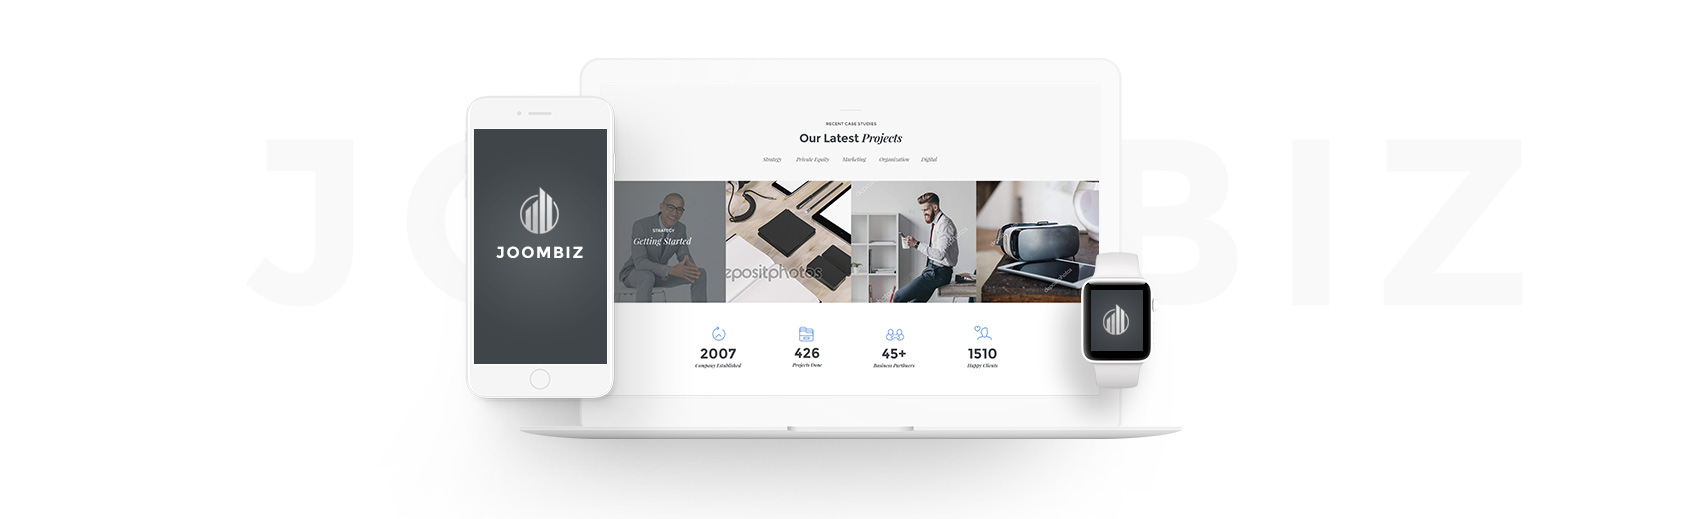 JOOMBIZ
JOOMBIZ
RECENT CASE STUDIES
Our Latest Projects
Strategy Private Equity Marketing Organization Digital
STRATEGY
Getting Started
depositphotos
2007 426 45+ 1510
Company Established Projects Done Business Partners Happy Clients